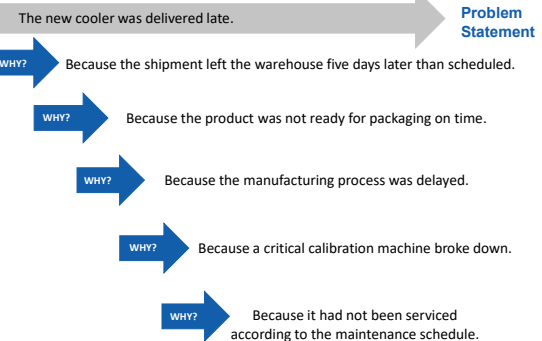 The new cooler was delivered late.
Problem
Statement
WHY?
Because the shipment left the warehouse five days later than scheduled.
WHY?
Because the product was not ready for packaging on time.
WHY?
Because the manufacturing process was delayed.
WHY?
Because a critical calibration machine broke down.
WHY?
Because it had not been serviced
according to the maintenance schedule.